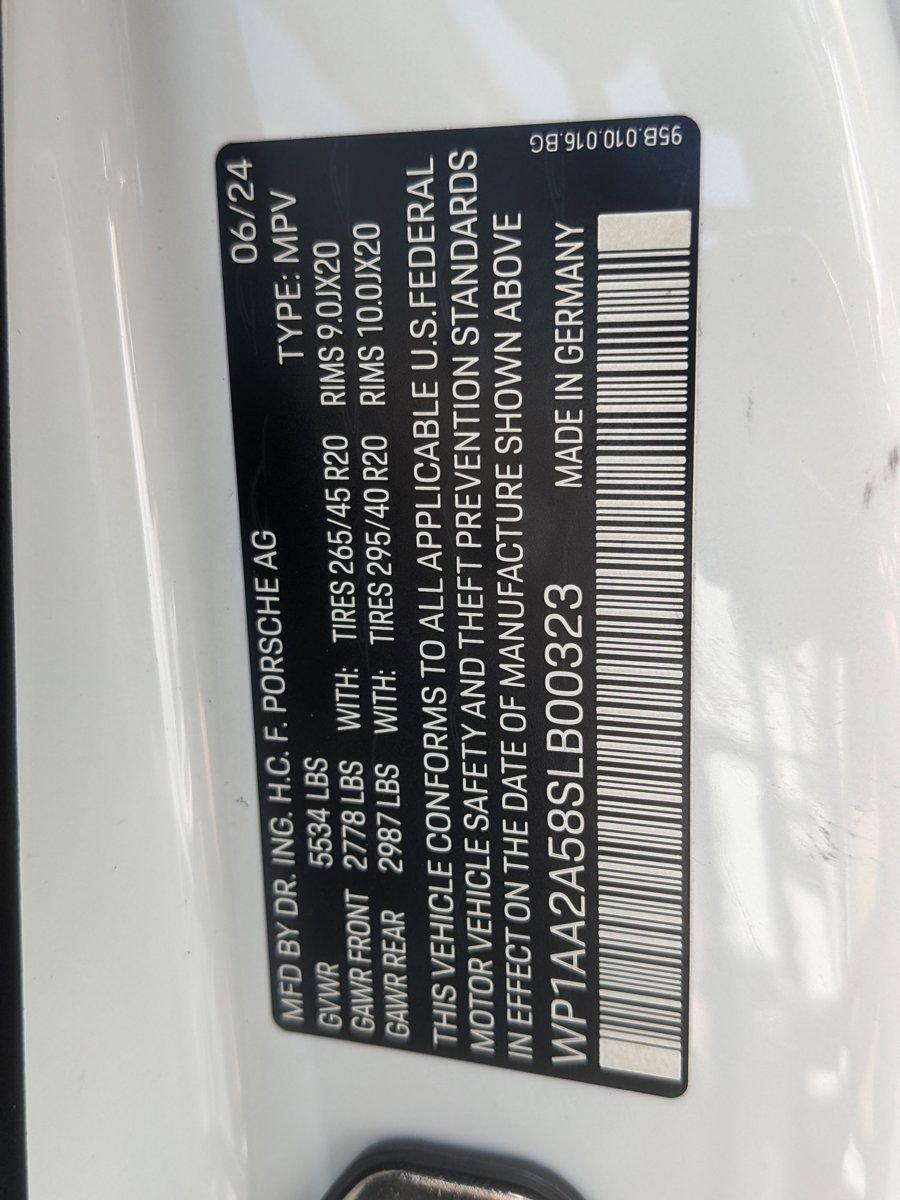 MFD BY DR. ING. H.C. F. PORSCHE AG 06/24
GVWR 5534 LBS TYPE: MPV
GAWR FRONT 2778 LBS WITH: TIRES 265/45 R20 RIMS 9.0JX20
GAWR REAR 2987 LBS WITH: TIRES 295/40 R20 RIMS 10.0JX20
THIS VEHICLE CONFORMS TO ALL APPLICABLE U.S.FEDERAL
MOTOR VEHICLE SAFETY AND THEFT PREVENTION STANDARDS
IN EFFECT ON THE DATE OF MANUFACTURE SHOWN ABOVE
WP1AA2A58SLB00323 MADE IN GERMANY
95B.010.016.BG